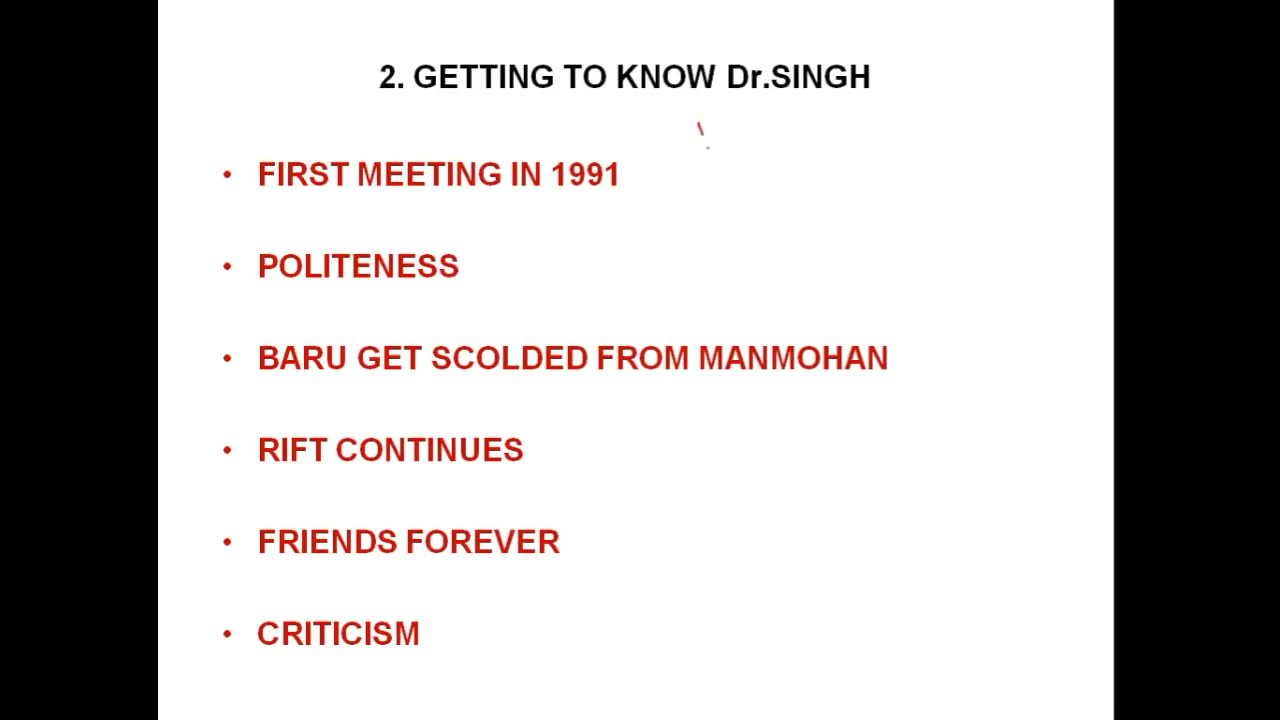 2. GETTING TO KNOW Dr.SINGH
• FIRST MEETING IN 1991
• POLITENESS
• BARU GET SCOLDED FROM MANMOHAN
• RIFT CONTINUES
• FRIENDS FOREVER
• CRITICISM